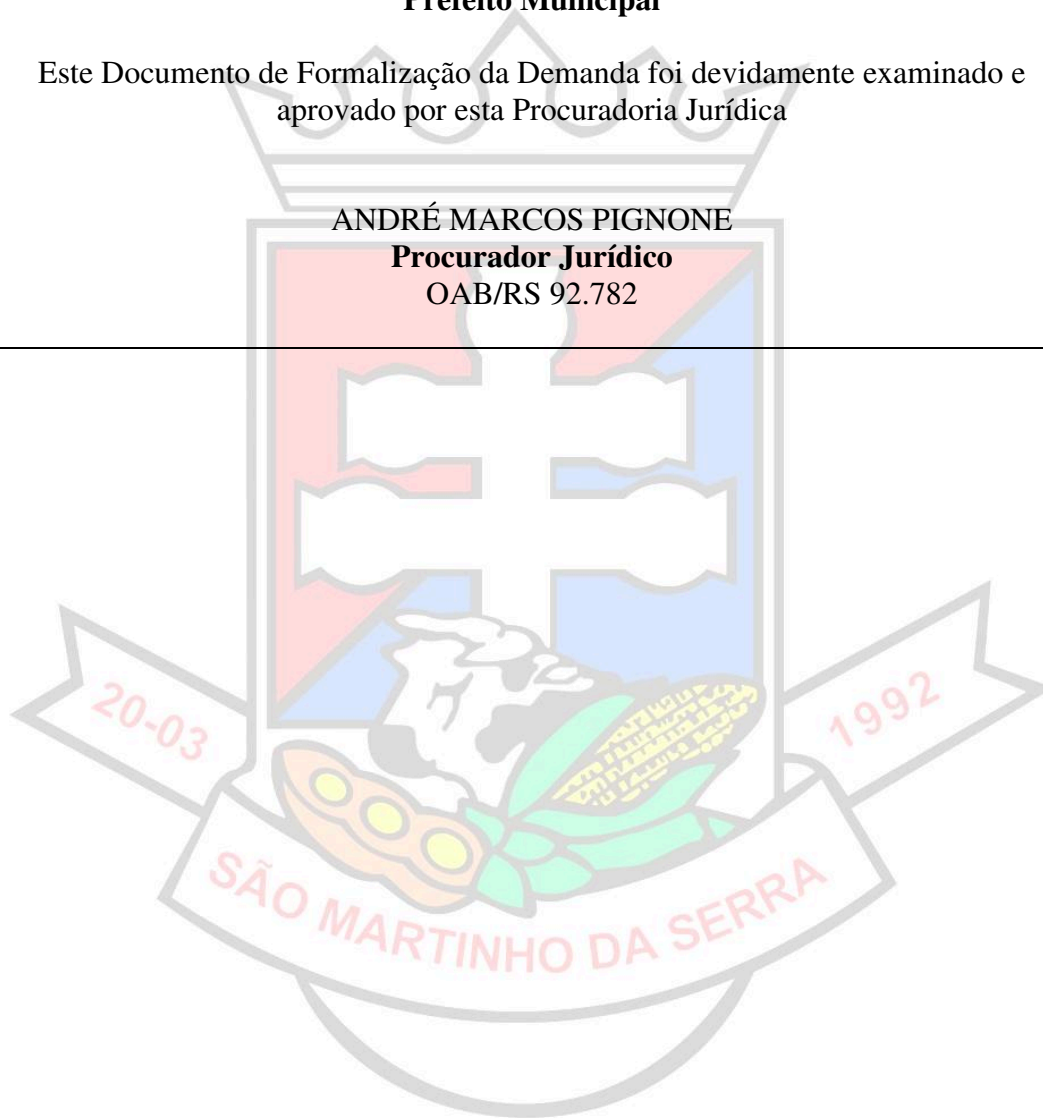 Prefeito Municipal
Este Documento de Formalização da Demanda foi devidamente examinado e
aprovado por esta Procuradoria Jurídica
ANDRÉ MARCOS PIGNONE
Procurador Jurídico
OAB/RS 92.782
20-03
1992
SÃO MARTINHO DA SERRA